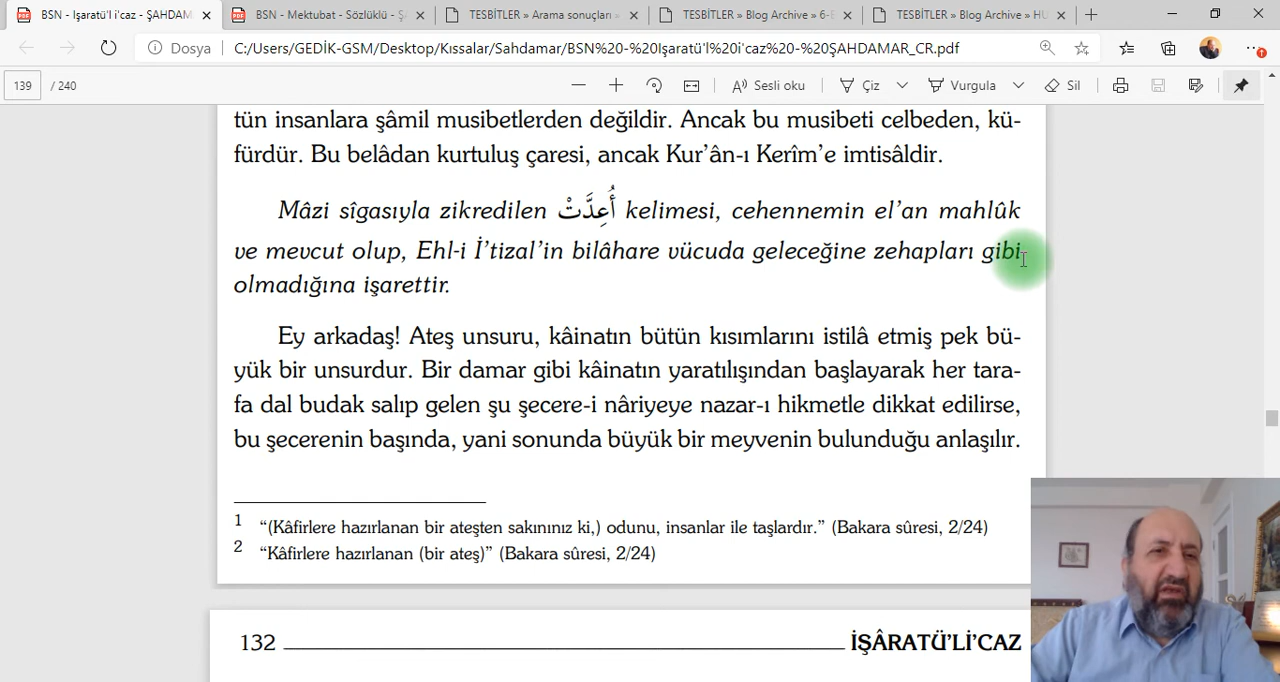 BSN - Işaratü'l i'caz - ŞAHDAM
BSN - Mektubat - Sözlüklü - Ş
TESBİTLER » Arama sonuçları »
TESBİTLER » Blog Archive » 6-
TESBİTLER » Blog Archive » HU
Dosya
C:/Users/GEDİK-GSM/Desktop/Kıssalar/Sahdamar/BSN%20-%20Işaratü'l%20i'caz%20-%20ŞAHDAMAR_CR.pdf
139 / 240
Sesli oku
Çiz
Vurgula
Sil
tün insanlara şâmil musibetlerden değildir. Ancak bu musibeti celbeden, kü-
fürdür. Bu belâdan kurtuluş çaresi, ancak Kur'ân-ı Kerîm'e imtisâldir.
Mâzi sîgasıyla zikredilen أُعِدَّتْ kelimesi, cehennemin el'an mahlûk
ve mevcut olup, Ehl-i İ'tizal'in bilâhare vücuda geleceğine zehapları gibi
olmadığına işarettir.
Ey arkadaş! Ateş unsuru, kâinatın bütün kısımlarını istilâ etmiş pek bü-
yük bir unsurdur. Bir damar gibi kâinatın yaratılışından başlayarak her tara-
fa dal budak salıp gelen şu şecere-i nâriyeye nazar-ı hikmetle dikkat edilirse,
bu şecerenin başında, yani sonunda büyük bir meyvenin bulunduğu anlaşılır.
1 “(Kâfirlere hazırlanan bir ateşten sakınınız ki,) odunu, insanlar ile taşlardır.” (Bakara sûresi, 2/24)
2 “Kâfirlere hazırlanan (bir ateş)” (Bakara sûresi, 2/24)
132 İŞÂRATÜ'L İ'CAZ